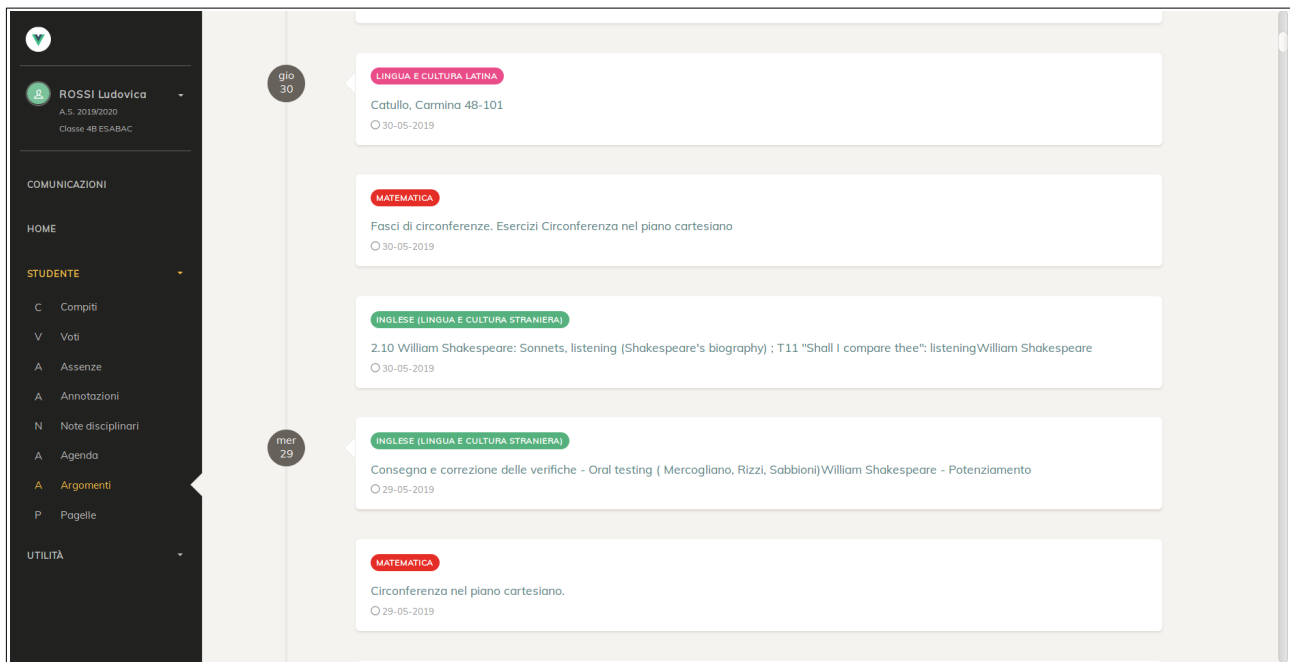 ROSSI Ludovica
A.S. 2019/2020
Classe 4B ESABAC
COMUNICAZIONI
HOME
STUDENTE
C Compiti
V Voti
A Assenze
A Annotazioni
N Note disciplinari
A Agenda
A Argomenti
P Pagelle
UTILITÀ
gio
30
LINGUA E CULTURA LATINA
Catullo, Carmina 48-101
30-05-2019
MATEMATICA
Fasci di circonferenze. Esercizi Circonferenza nel piano cartesiano
30-05-2019
INGLESE (LINGUA E CULTURA STRANIERA)
2.10 William Shakespeare: Sonnets, listening (Shakespeare's biography) ; T11 "Shall I compare thee": listeningWilliam Shakespeare
30-05-2019
mer
29
INGLESE (LINGUA E CULTURA STRANIERA)
Consegna e correzione delle verifiche - Oral testing ( Mercogliano, Rizzi, Sabbioni)William Shakespeare - Potenziamento
29-05-2019
MATEMATICA
Circonferenza nel piano cartesiano.
29-05-2019